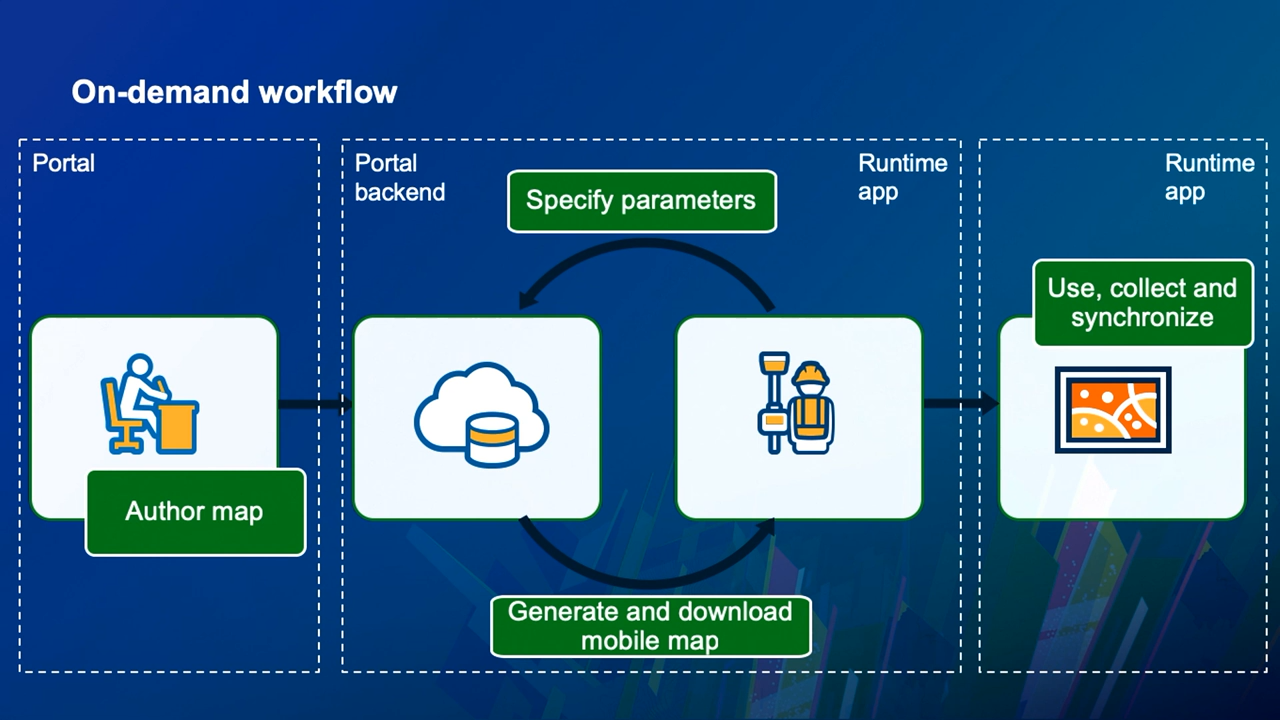 On-demand workflow
Portal
Portal
backend
Runtime
app
Runtime
app
Specify parameters
Use, collect and
synchronize
Author map
Generate and download
mobile map